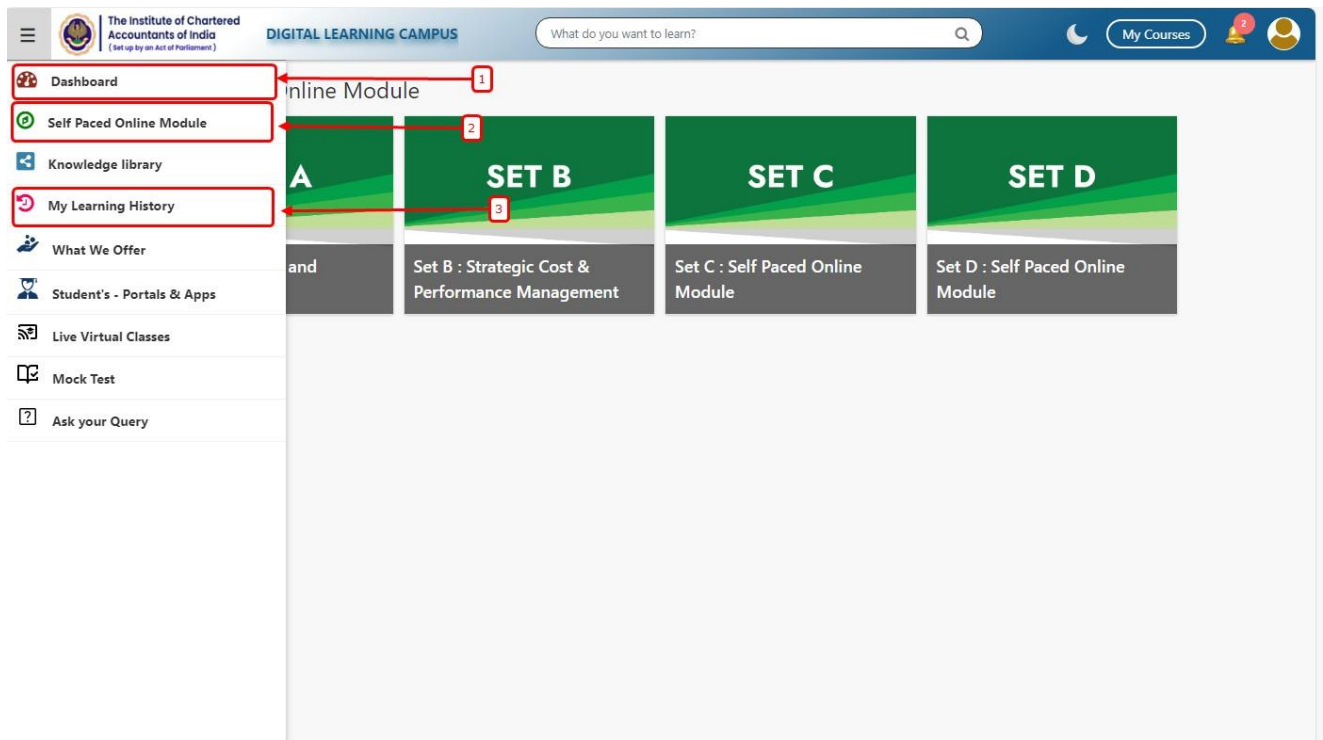 The Institute of Chartered
Accountants of India
(Set up by an Act of Parliament)
DIGITAL LEARNING CAMPUS
What do you want to learn?
My Courses
2
Dashboard
1
nline Module
Self Paced Online Module
2
Knowledge library
A
SET B
SET C
SET D
My Learning History
3
What We Offer
and
Set B : Strategic Cost &
Performance Management
Set C : Self Paced Online
Module
Set D : Self Paced Online
Module
Student's - Portals & Apps
Live Virtual Classes
Mock Test
?
Ask your Query